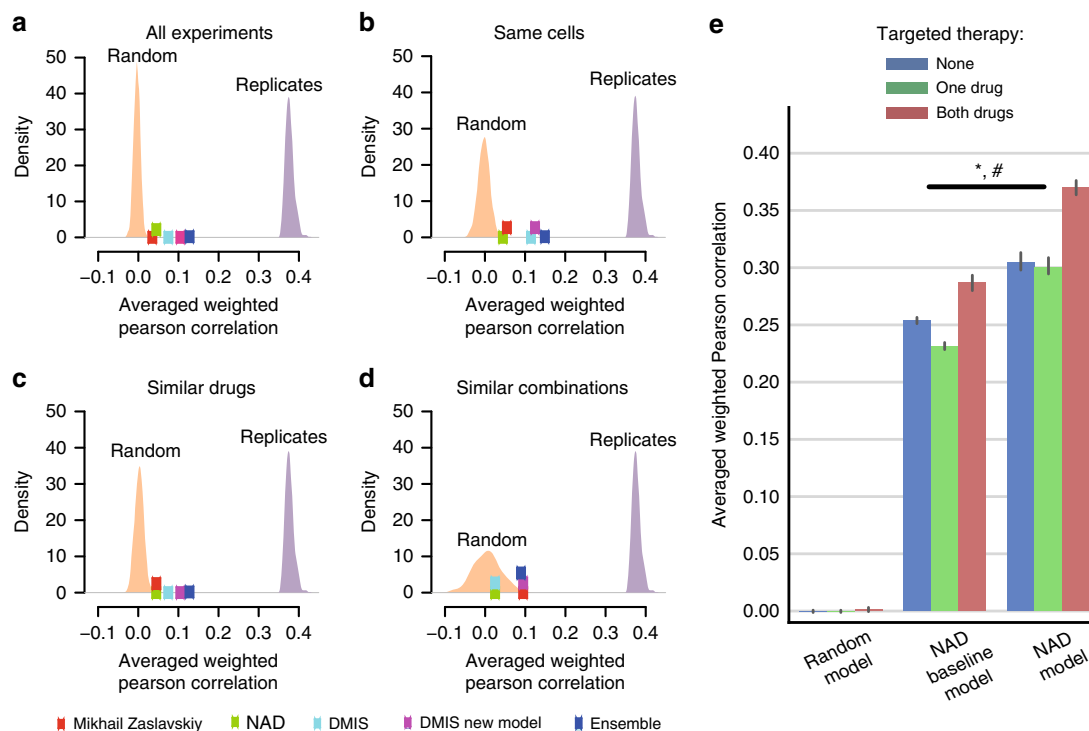 a
All experiments
Random
Replicates
50
40
30
20
10
0
Density
−0.1 0.0 0.1 0.2 0.3 0.4
Averaged weighted
pearson correlation
b
Same cells
Random
Replicates
50
40
30
20
10
0
Density
−0.1 0.0 0.1 0.2 0.3 0.4
Averaged weighted
pearson correlation
c
Similar drugs
Random
Replicates
50
40
30
20
10
0
Density
−0.1 0.0 0.1 0.2 0.3 0.4
Averaged weighted
pearson correlation
d
Similar combinations
Random
Replicates
50
40
30
20
10
0
Density
−0.1 0.0 0.1 0.2 0.3 0.4
Averaged weighted
pearson correlation
Mikhail Zaslavskiy NAD DMIS DMIS new model Ensemble
e
Targeted therapy:
None
One drug
Both drugs
*, #
0.40
0.35
0.30
0.25
0.20
0.15
0.10
0.05
0.00
Averaged weighted Pearson correlation
Random
model
NAD
baseline
model
NAD
model